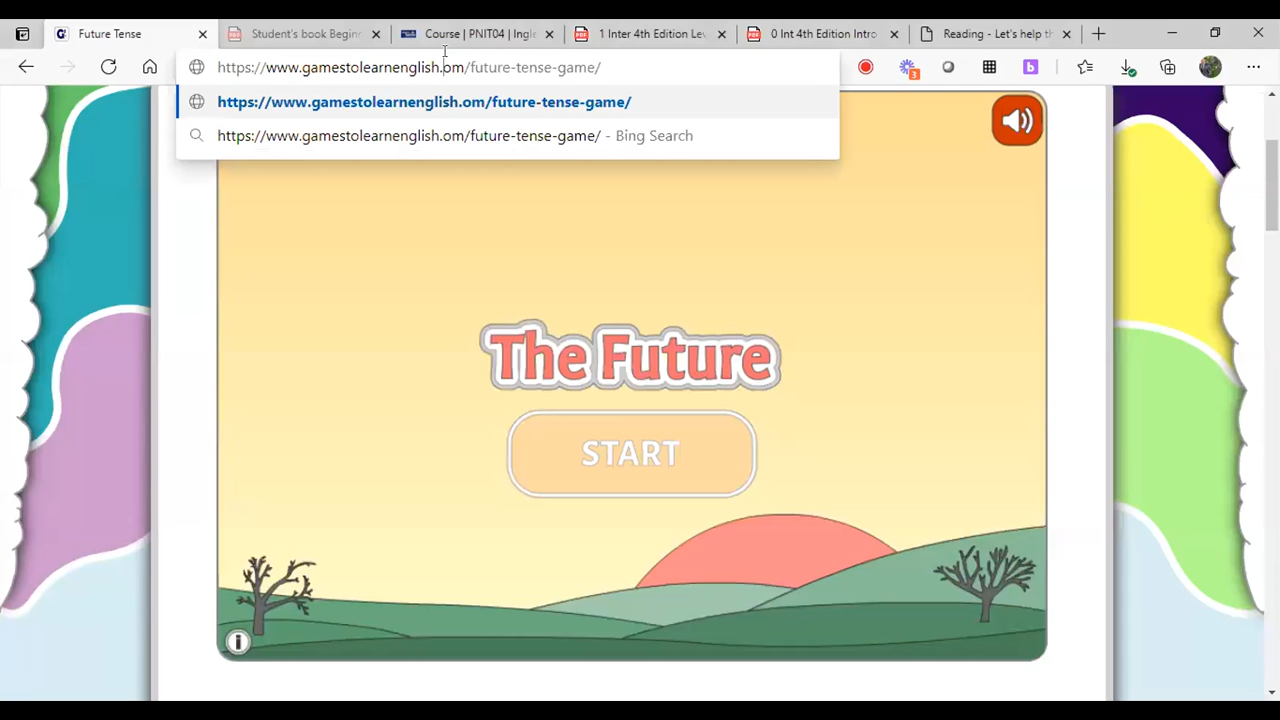 Future Tense
Student's book Beginn
Course | PNIT04 | Ingle
1 Inter 4th Edition Lev
0 Int 4th Edition Intro
Reading - Let's help th
https://www.gamestolearnenglish.om/future-tense-game/
3
b
https://www.gamestolearnenglish.om/future-tense-game/
https://www.gamestolearnenglish.om/future-tense-game/ - Bing Search
The Future
START
i